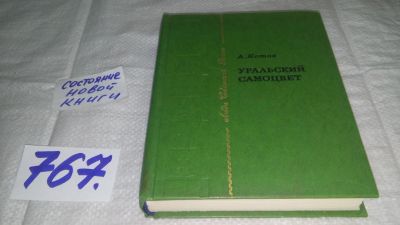 состояние
новой
книги
767.
А. Котов
УРАЛЬСКИЙ
САМОЦВЕТ